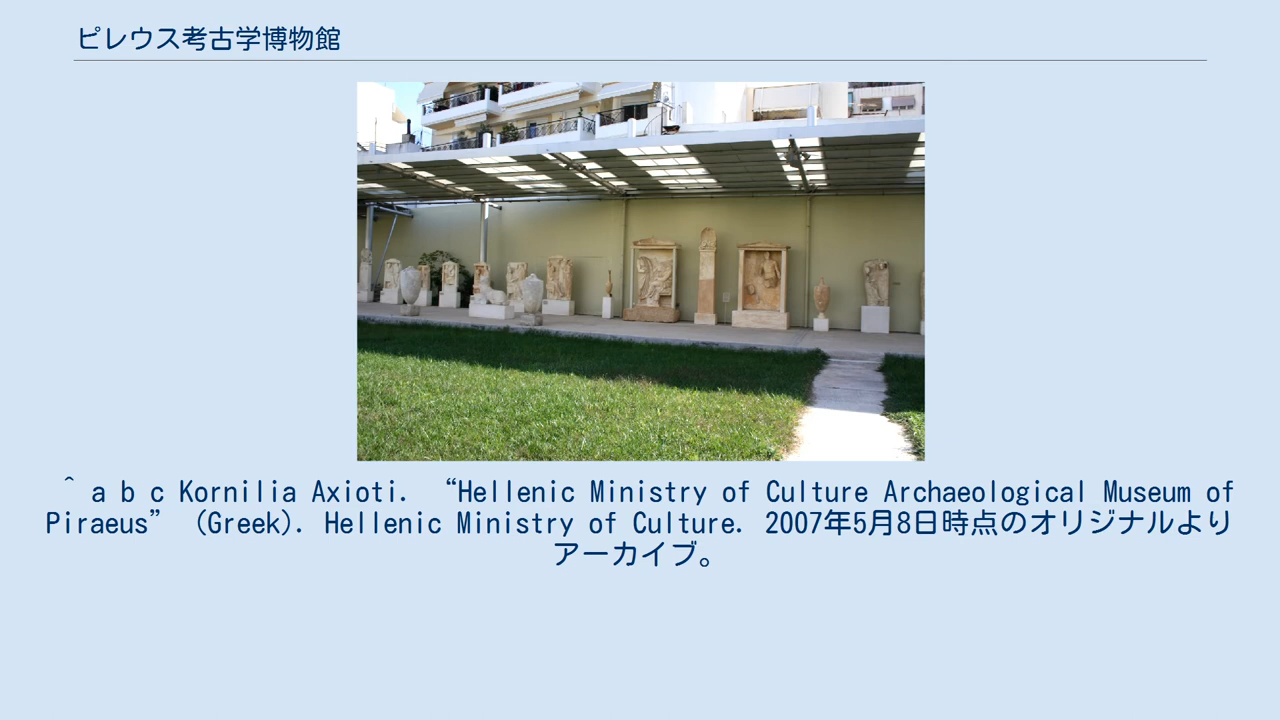 ピレウス考古学博物館
^ a b c Kornilia Axioti. “Hellenic Ministry of Culture Archaeological Museum of
Piraeus” (Greek). Hellenic Ministry of Culture. 2007年5月8日時点のオリジナルより
アーカイブ。